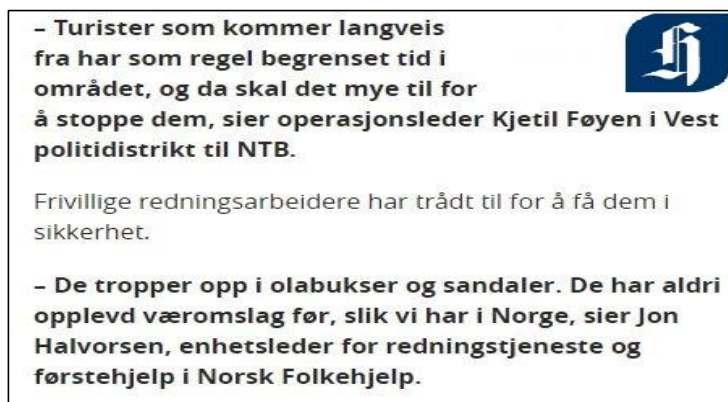 – Turister som kommer langveis
fra har som regel begrenset tid i
området, og da skal det mye til for
å stoppe dem, sier operasjonsleder Kjetil Føyen i Vest
politidistrikt til NTB.
Frivillige redningsarbeidere har trådt til for å få dem i
sikkerhet.
– De tropper opp i olabukser og sandaler. De har aldri
opplevd væromslag før, slik vi har i Norge, sier Jon
Halvorsen, enhetsleder for redningstjeneste og
førstehjelp i Norsk Folkehjelp.